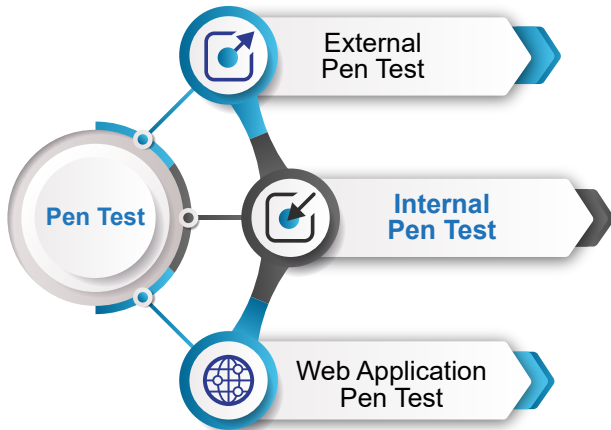 Pen Test
External
Pen Test
Internal
Pen Test
Web Application
Pen Test